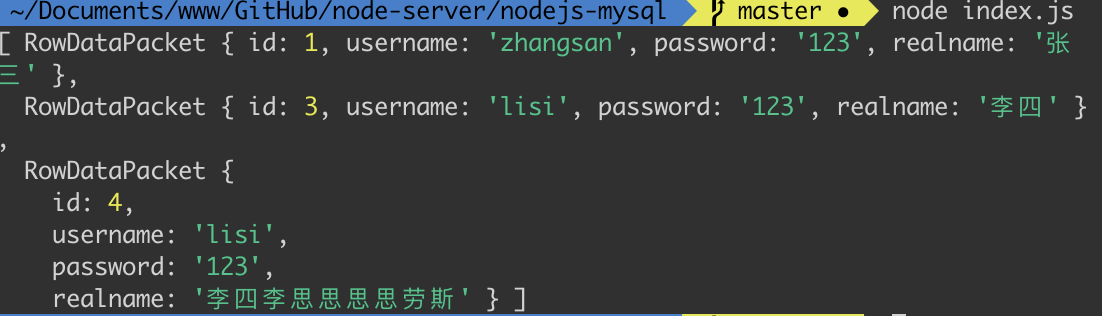 ~/Documents/www/GitHub/node-server/nodejs-mysql master ● node index.js
[ RowDataPacket { id: 1, username: 'zhangsan', password: '123', realname: '张
三' },
RowDataPacket { id: 3, username: 'lisi', password: '123', realname: '李四' }
,
RowDataPacket {
id: 4,
username: 'lisi',
password: '123',
realname: '李四李思思思思劳斯' } ]